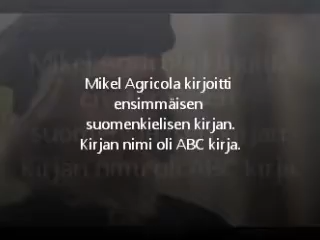 Mikel Agricola kirjoitti
ensimmäisen
suomenkielisen kirjan.
Kirjan nimi oli ABC kirja.